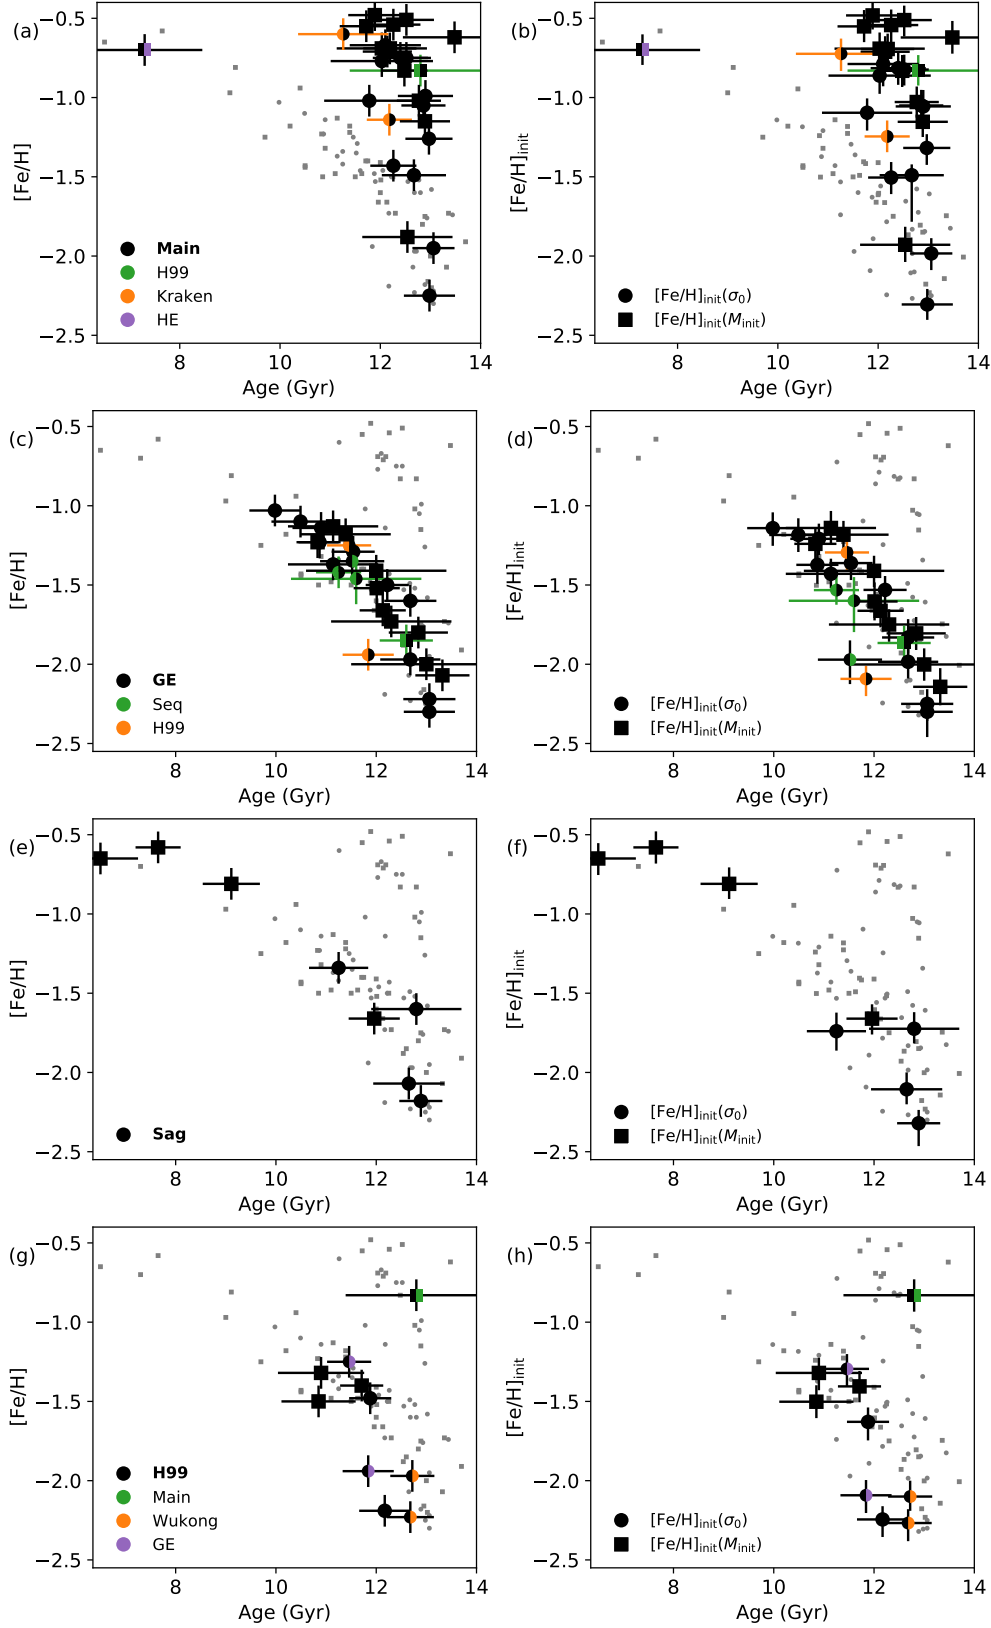 (a)
−0.5
−1.0
−1.5
−2.0
−2.5
[Fe/H]
Main
H99
Kraken
HE
8 10 12 14
Age (Gyr)
(b)
−0.5
−1.0
−1.5
−2.0
−2.5
[Fe/H]init
[Fe/H]init(σ0)
[Fe/H]init(Minit)
8 10 12 14
Age (Gyr)
(c)
−0.5
−1.0
−1.5
−2.0
−2.5
[Fe/H]
GE
Seq
H99
8 10 12 14
Age (Gyr)
(d)
−0.5
−1.0
−1.5
−2.0
−2.5
[Fe/H]init
[Fe/H]init(σ0)
[Fe/H]init(Minit)
8 10 12 14
Age (Gyr)
(e)
−0.5
−1.0
−1.5
−2.0
−2.5
[Fe/H]
Sag
8 10 12 14
Age (Gyr)
(f)
−0.5
−1.0
−1.5
−2.0
−2.5
[Fe/H]init
[Fe/H]init(σ0)
[Fe/H]init(Minit)
8 10 12 14
Age (Gyr)
(g)
−0.5
−1.0
−1.5
−2.0
−2.5
[Fe/H]
H99
Main
Wukong
GE
8 10 12 14
Age (Gyr)
(h)
−0.5
−1.0
−1.5
−2.0
−2.5
[Fe/H]init
[Fe/H]init(σ0)
[Fe/H]init(Minit)
8 10 12 14
Age (Gyr)